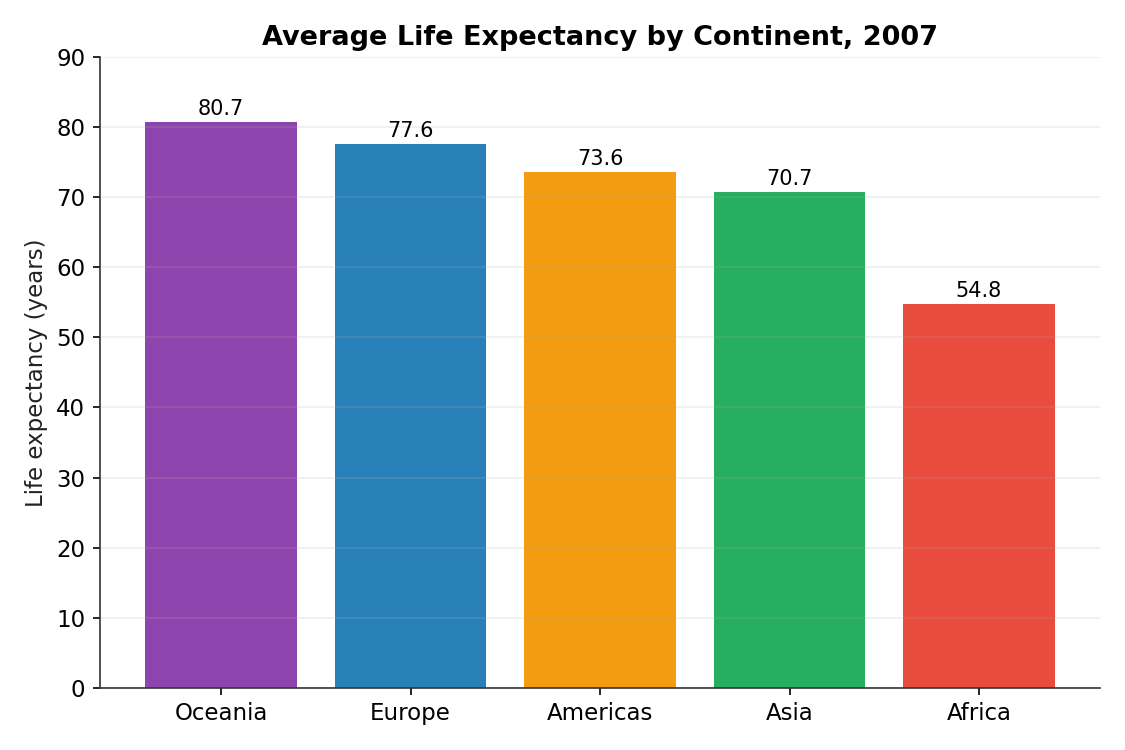 Average Life Expectancy by Continent, 2007
Life expectancy (years)
90
80
70
60
50
40
30
20
10
0
80.7
77.6
73.6
70.7
54.8
Oceania
Europe
Americas
Asia
Africa